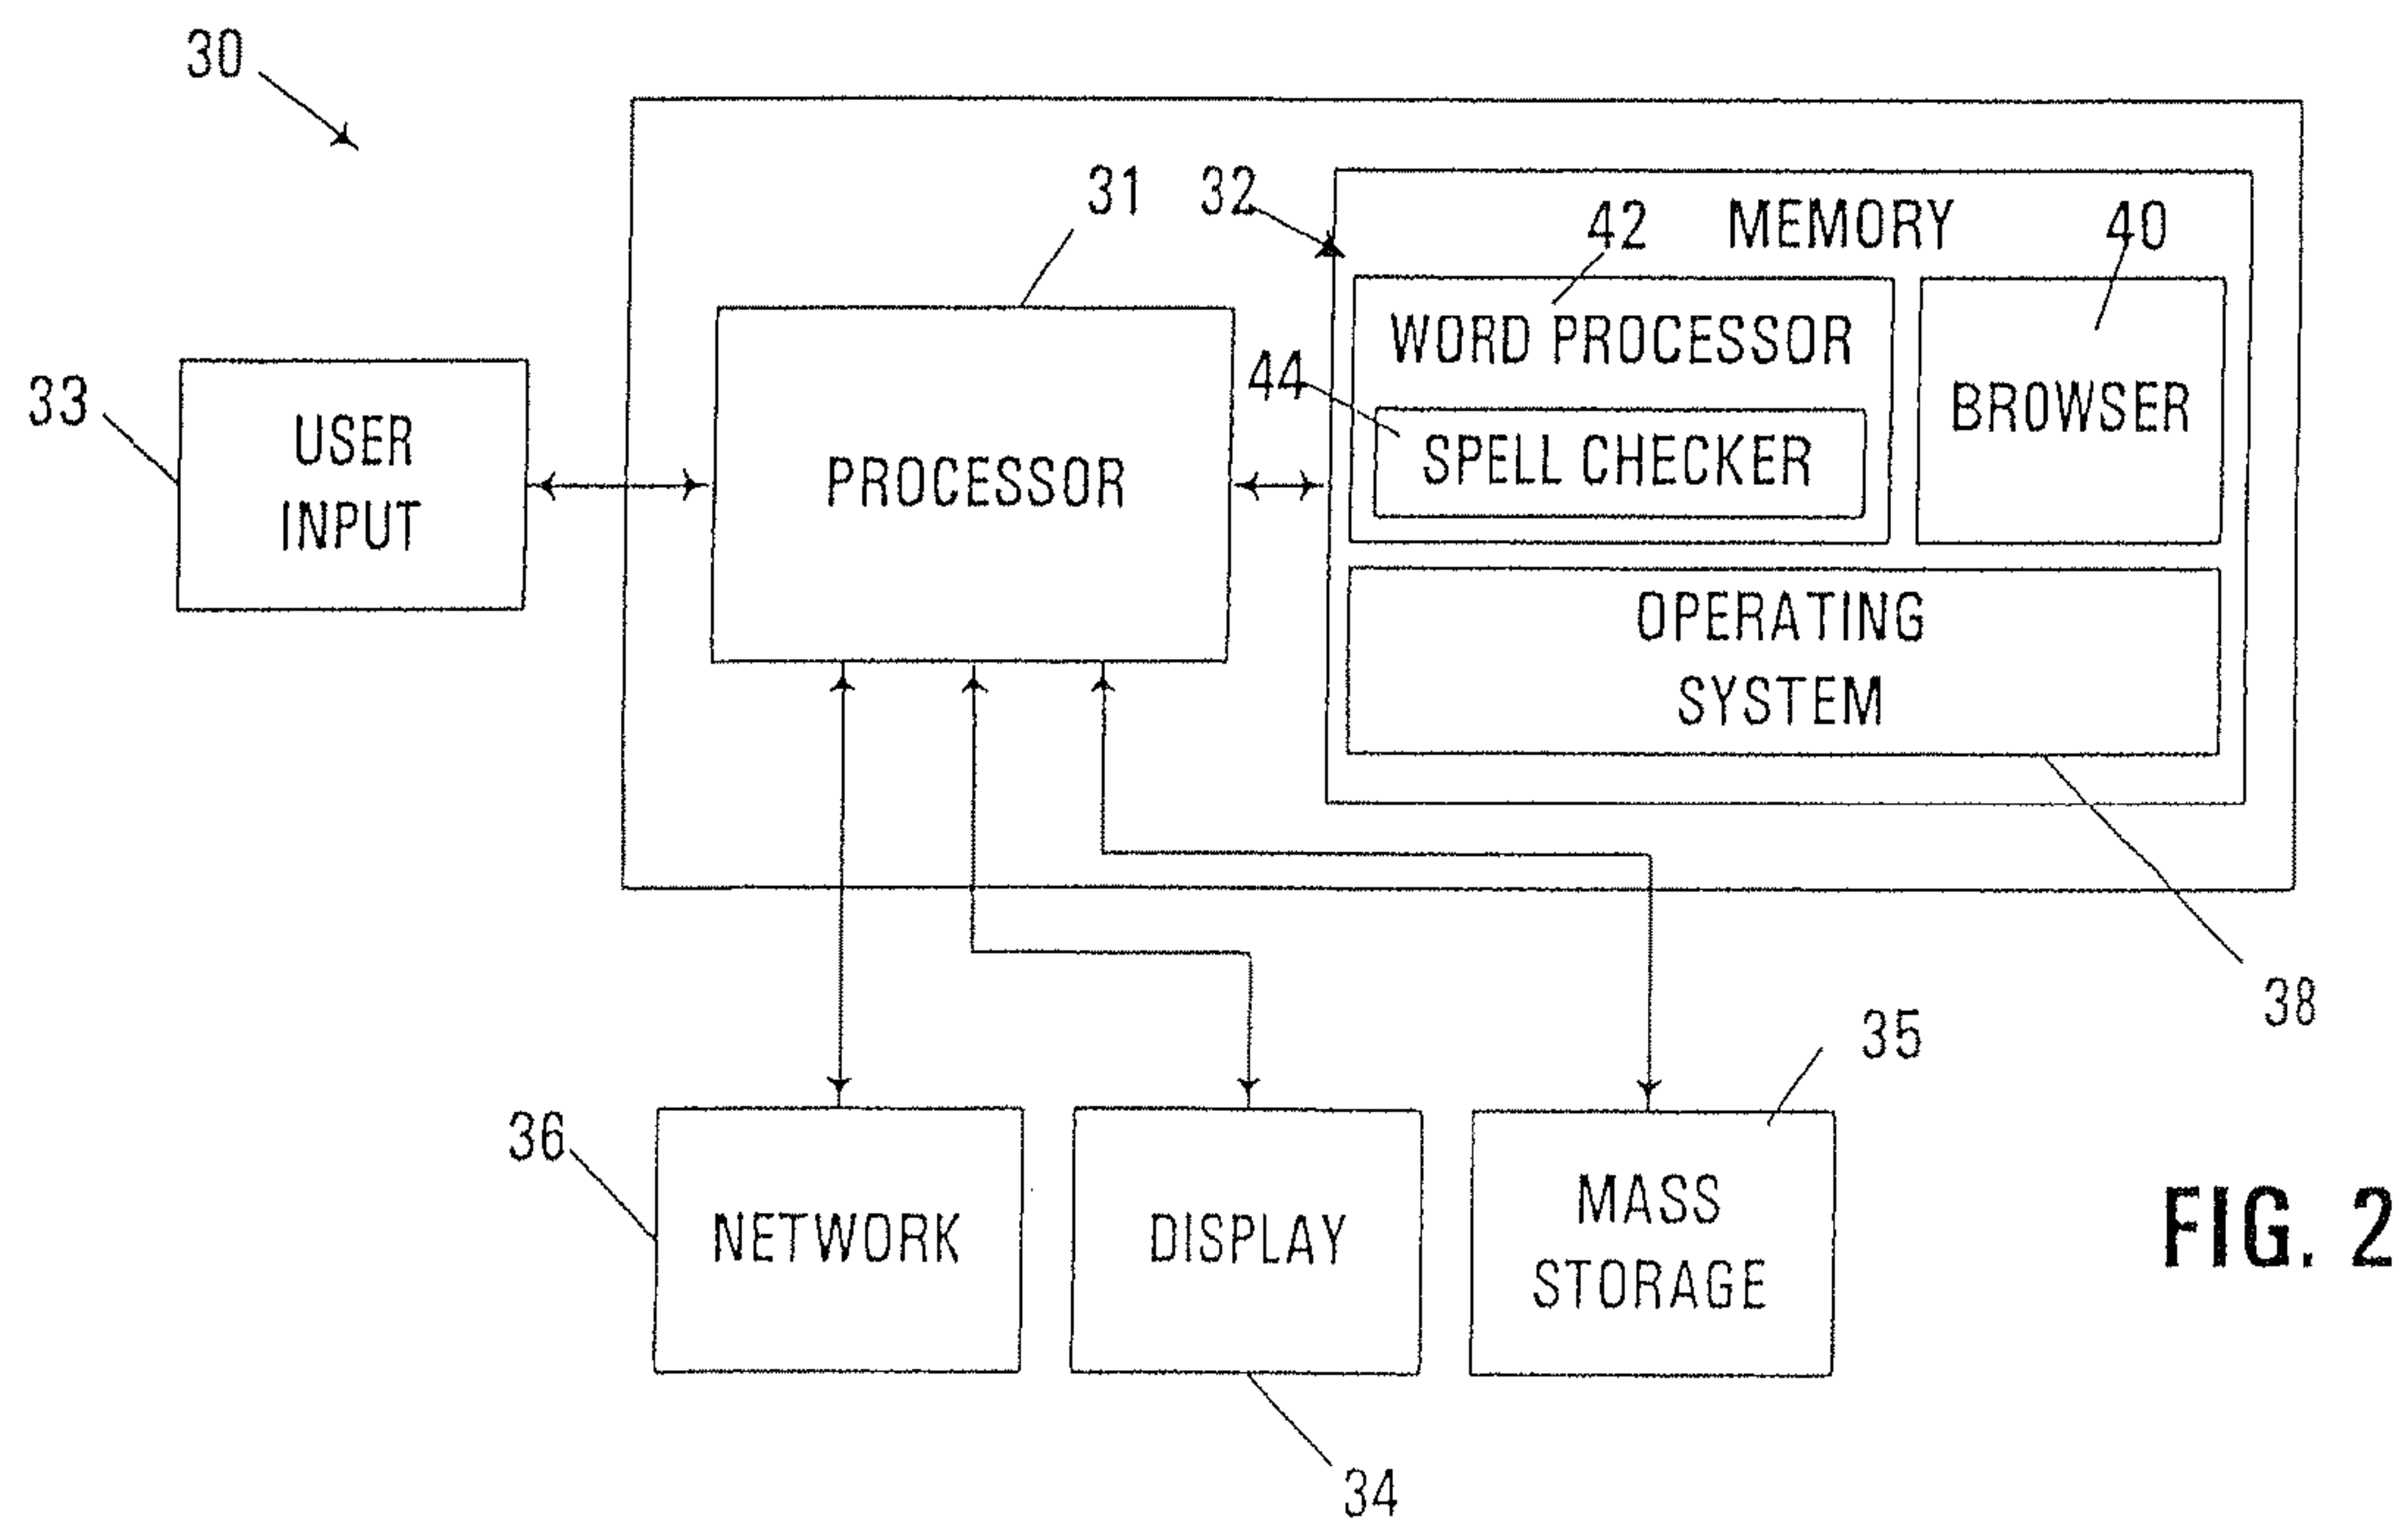 30
31
32
MEMORY
42
40
WORD PROCESSOR
44
SPELL CHECKER
BROWSER
33
USER
INPUT
PROCESSOR
OPERATING
SYSTEM
38
35
36
NETWORK
DISPLAY
MASS
STORAGE
34
FIG. 2